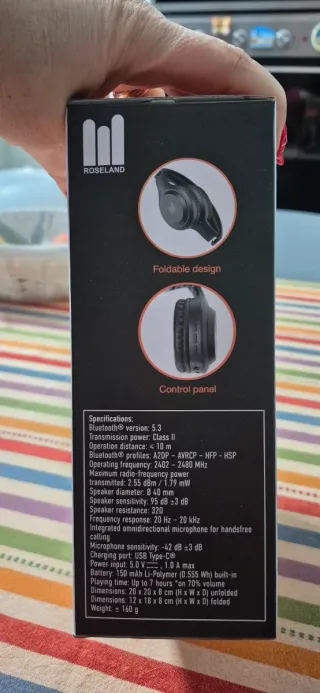 ROSELAND
Foldable design
Control panel
Specifications:
Bluetooth® version: 5.3
Transmission power: Class II
Operation distance: < 10 m
Bluetooth® profiles: A2DP – AVRCP – HFP - HSP
Operating frequency: 2402 – 2480 MHz
Maximum radio-frequency power
transmitted: 2.55 dBm / 1.79 mW
Speaker diameter: Ø 40 mm
Speaker sensitivity: 95 dB ±3 dB
Speaker resistance: 32Ω
Frequency response: 20 Hz – 20 kHz
Integrated omnidirectional microphone for handsfree
calling
Microphone sensitivity: -42 dB ±3 dB
Charging port: USB Type-C®
Power input: 5.0 V ⎓, 1.0 A max
Battery: 150 mAh Li-Polymer (0.555 Wh) built-in
Playing time: Up to 7 hours *on 70% volume
Dimensions: 20 x 20 x 8 cm (H x W x D) unfolded
Dimensions: 12 x 18 x 8 cm (H x W x D) folded
Weight: ± 160 g